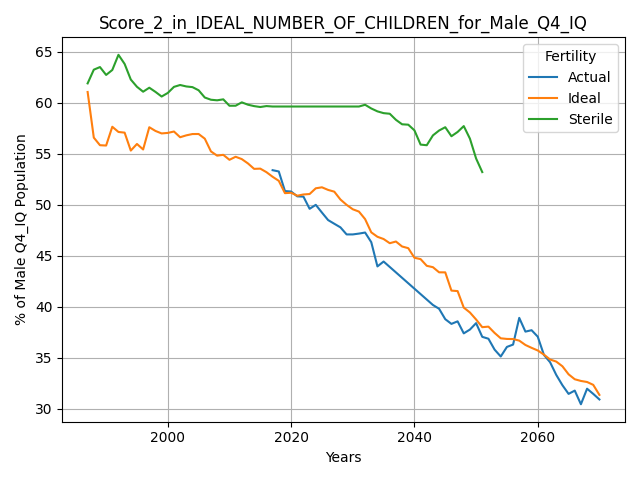 Score_2_in_IDEAL_NUMBER_OF_CHILDREN_for_Male_Q4_IQ
Fertility
Actual
Ideal
Sterile
% of Male Q4_IQ Population
65
60
55
50
45
40
35
30
2000
2020
2040
2060
Years